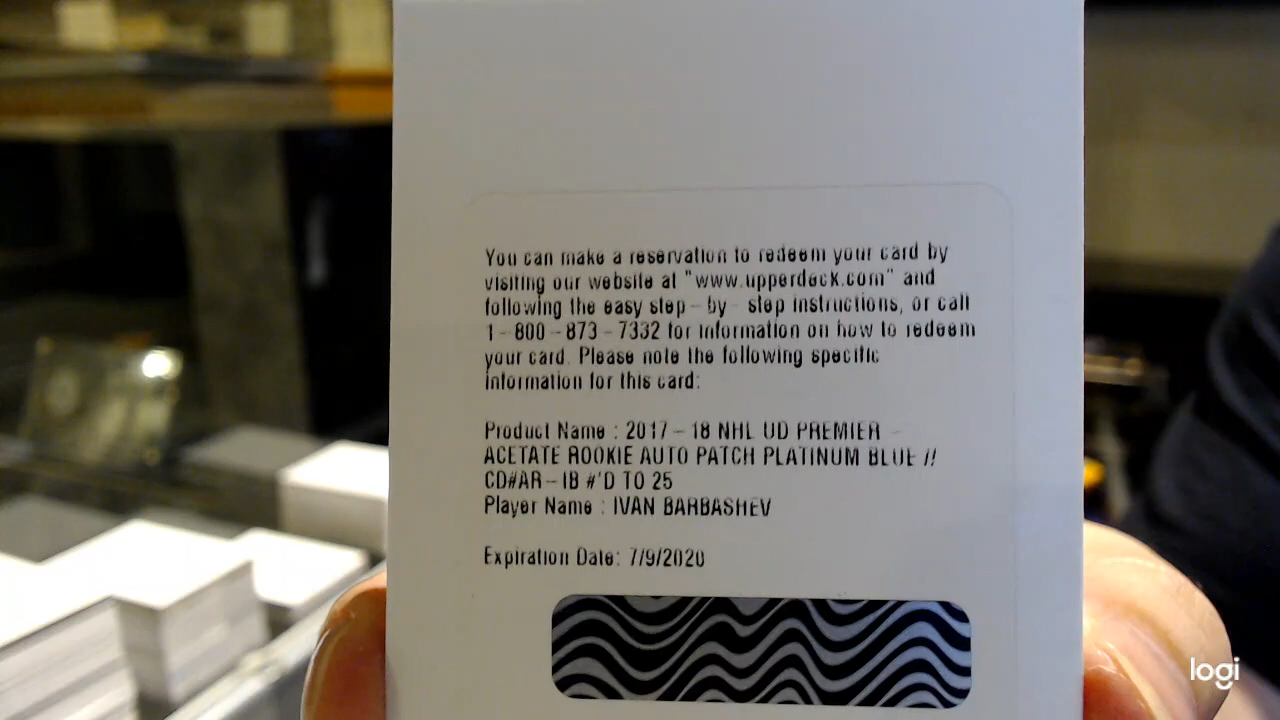 You can make a reservation to redeem your card by
visiting our website at "www.upperdeck.com" and
following the easy step-by-step instructions, or call
1-800-873-7332 for information on how to redeem
your card. Please note the following specific
information for this card:
Product Name : 2017-18 NHL UD PREMIER -
ACETATE ROOKIE AUTO PATCH PLATINUM BLUE //
CD#AR-IB #'D TO 25
Player Name : IVAN BARBASHEV
Expiration Date: 7/9/2020
logi